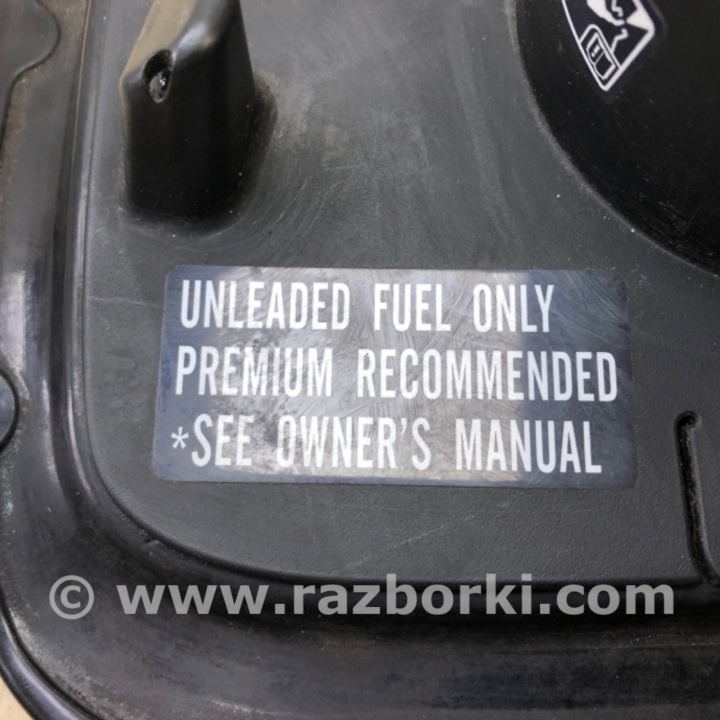 UNLEADED FUEL ONLY
PREMIUM RECOMMENDED
*SEE OWNER'S MANUAL
© www.razborki.com